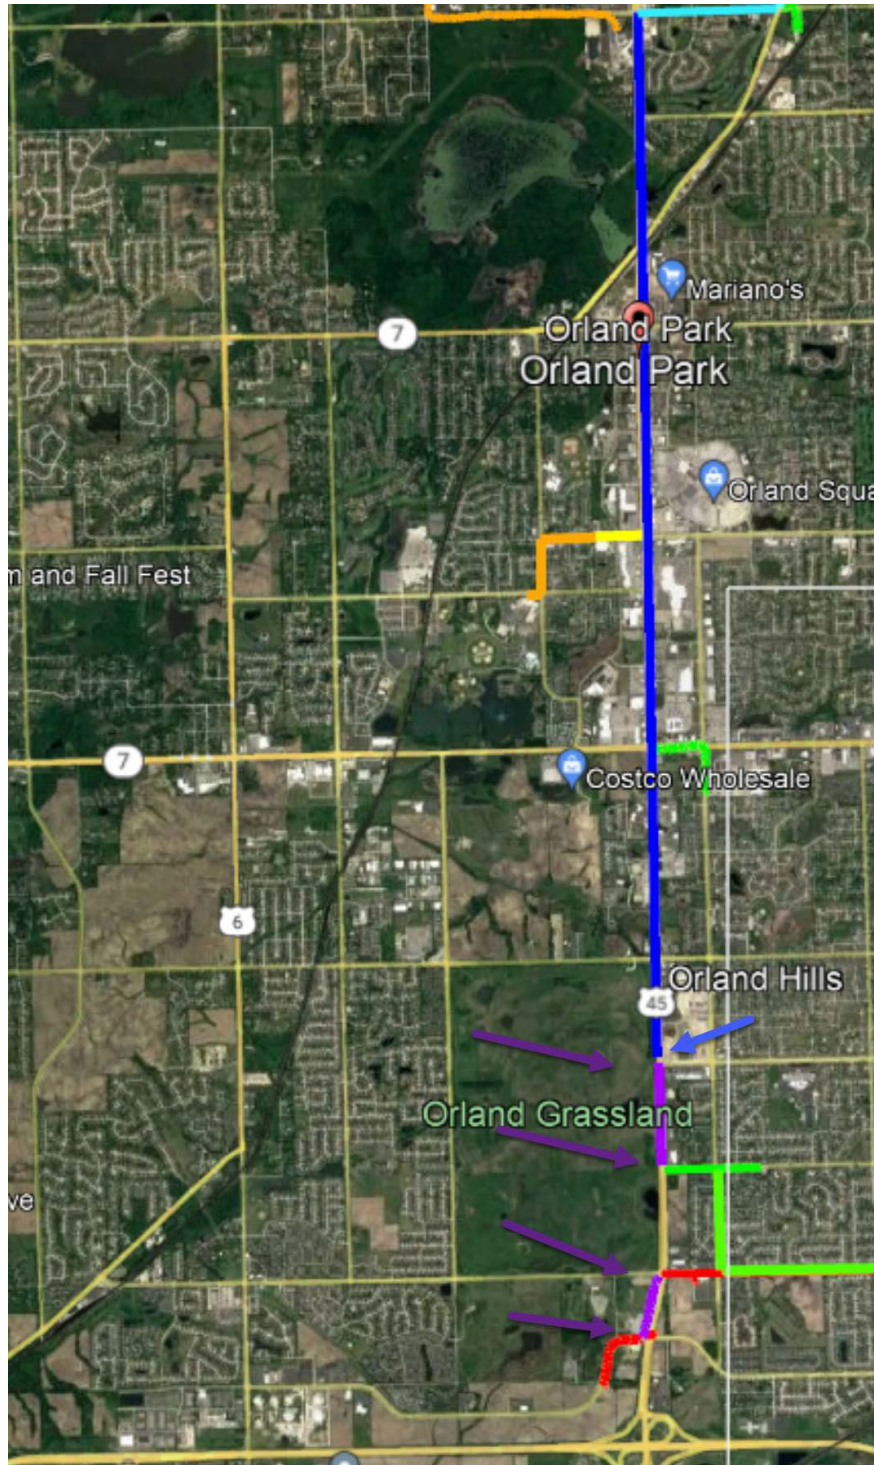 Mariano's
7
Orland Park
Orland Park
Orland Squa
m and Fall Fest
7
Costco Wholesale
6
Orland Hills
45
Orland Grassland
ve